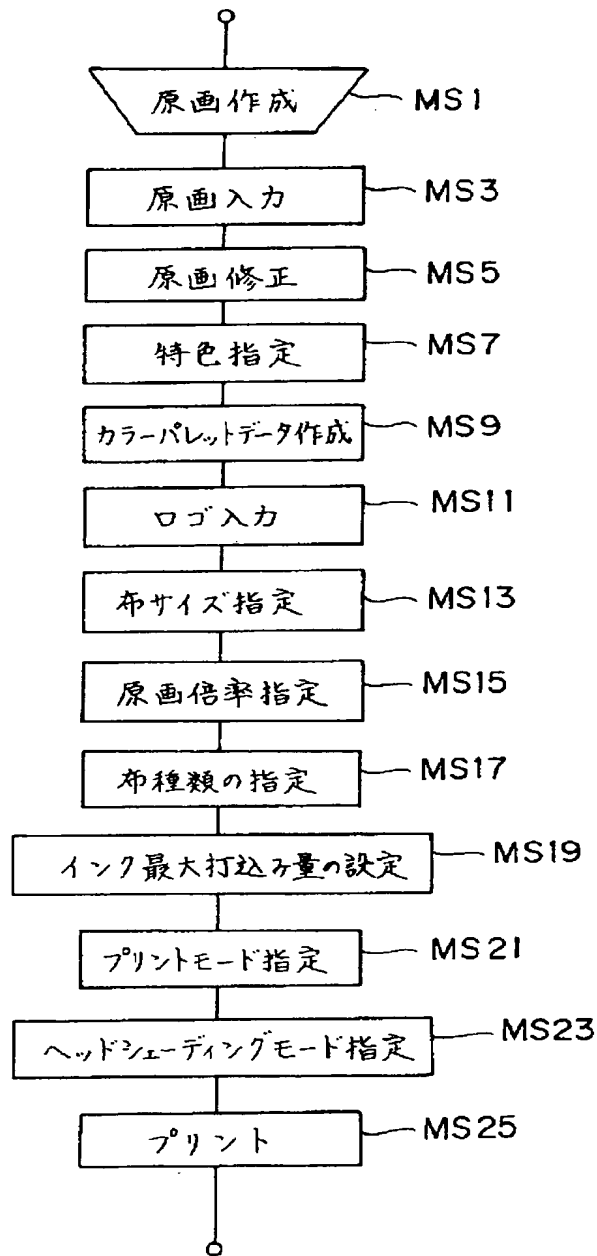 原画作成 MS1
原画入力 MS3
原画修正 MS5
特色指定 MS7
カラーパレットデータ作成 MS9
ロゴ入力 MS11
布サイズ指定 MS13
原画倍率指定 MS15
布種類の指定 MS17
インク最大打込み量の設定 MS19
プリントモード指定 MS21
ヘッドシェーディングモード指定 MS23
プリント MS25